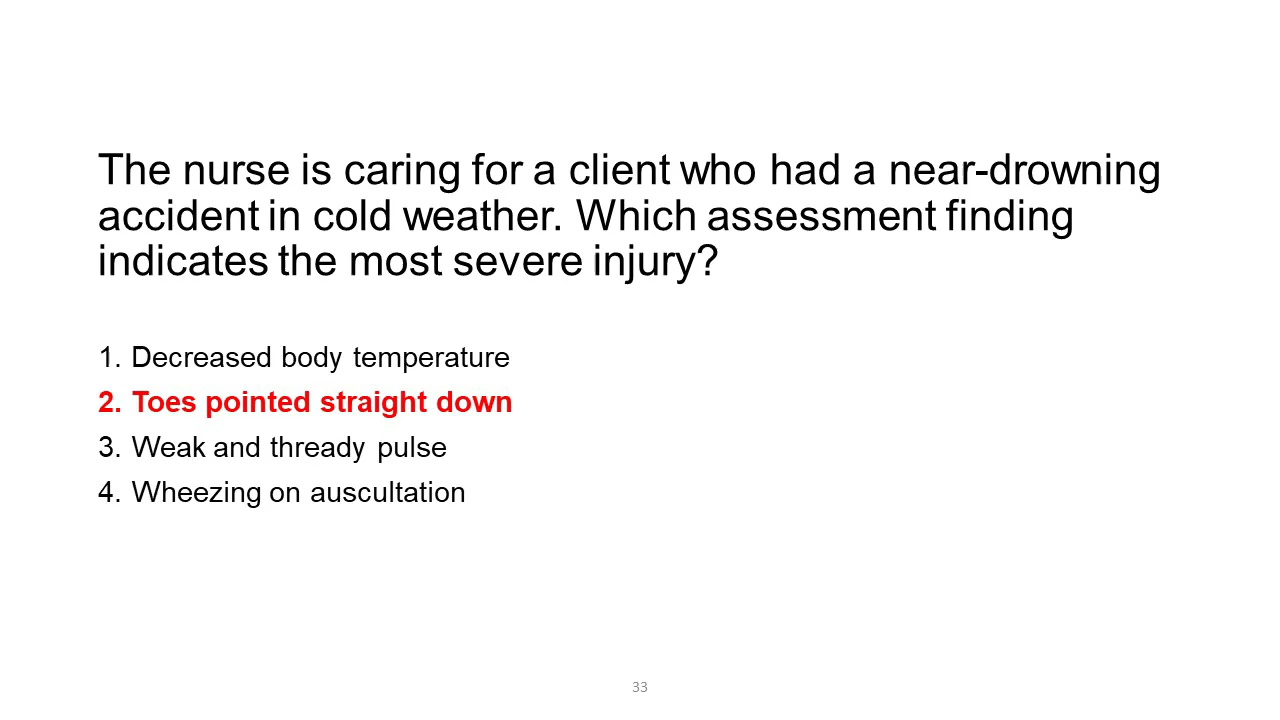 The nurse is caring for a client who had a near-drowning
accident in cold weather. Which assessment finding
indicates the most severe injury?
1. Decreased body temperature
2. Toes pointed straight down
3. Weak and thready pulse
4. Wheezing on auscultation
33